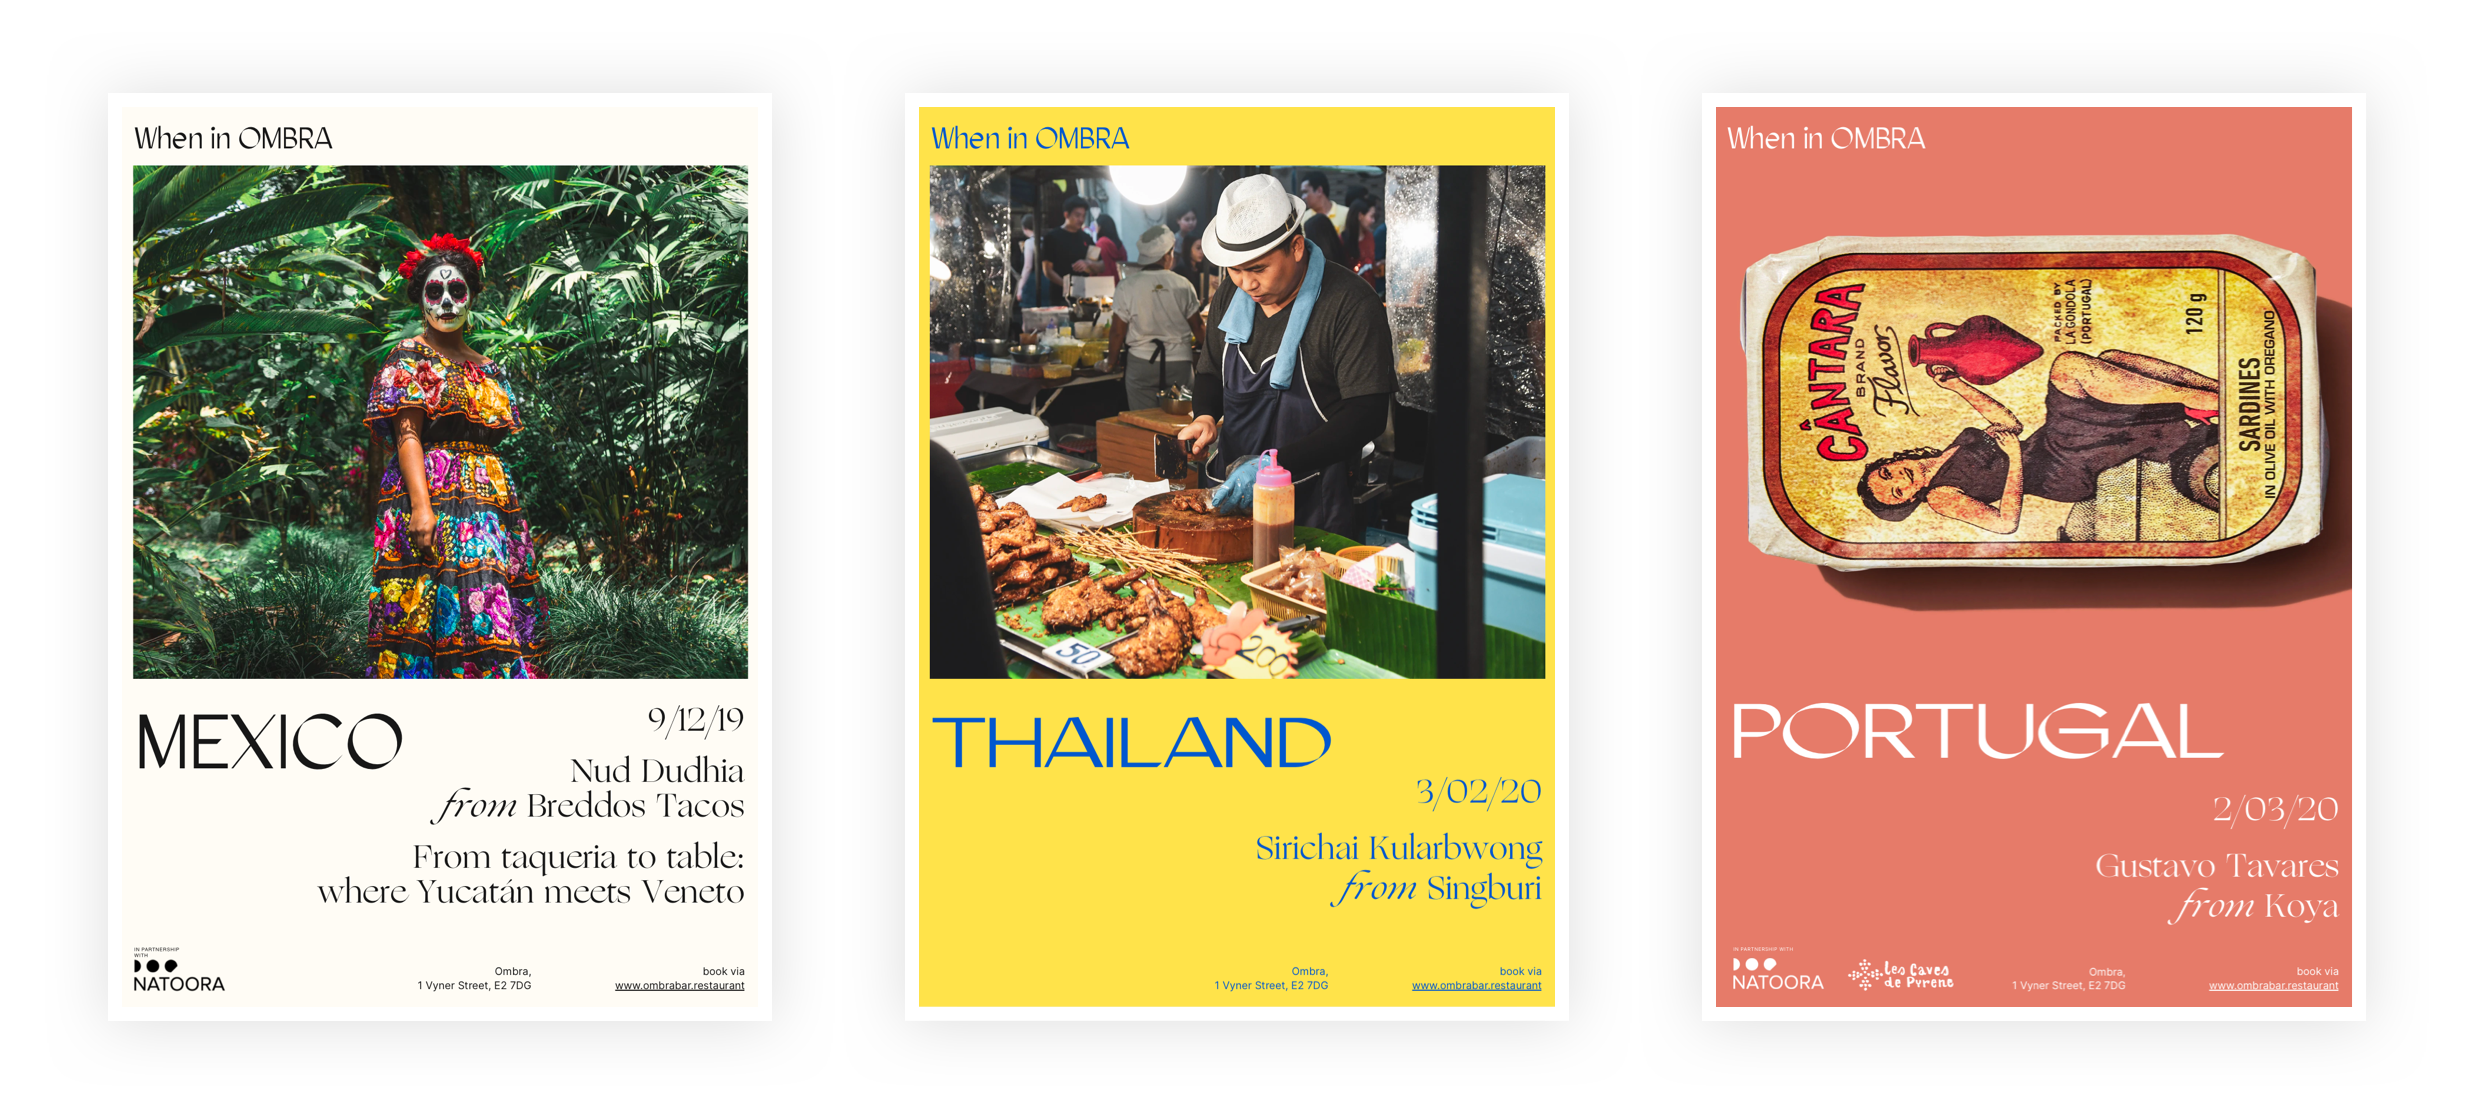 When in OMBRA
MEXICO
9/12/19
Nud Dudhia
from Breddos Tacos
From taqueria to table:
where Yucatán meets Veneto
IN PARTNERSHIP
WITH
NATOORA
Ombra,
1 Vyner Street, E2 7DG
book via
www.ombrabar.restaurant
When in OMBRA
50
200
THAILAND
3/02/20
Sirichai Kularbwong
from Singburi
Ombra,
1 Vyner Street, E2 7DG
book via
www.ombrabar.restaurant
When in OMBRA
CÂNTARA
BRAND
Flavor
PACKED BY
LA GONDOLA
(PORTUGAL)
120 g
SARDINES
IN OLIVE OIL WITH OREGANO
PORTUGAL
2/03/20
Gustavo Tavares
from Koya
IN PARTNERSHIP WITH
NATOORA
Les Caves
de Pyrene
Ombra,
1 Vyner Street, E2 7DG
book via
www.ombrabar.restaurant